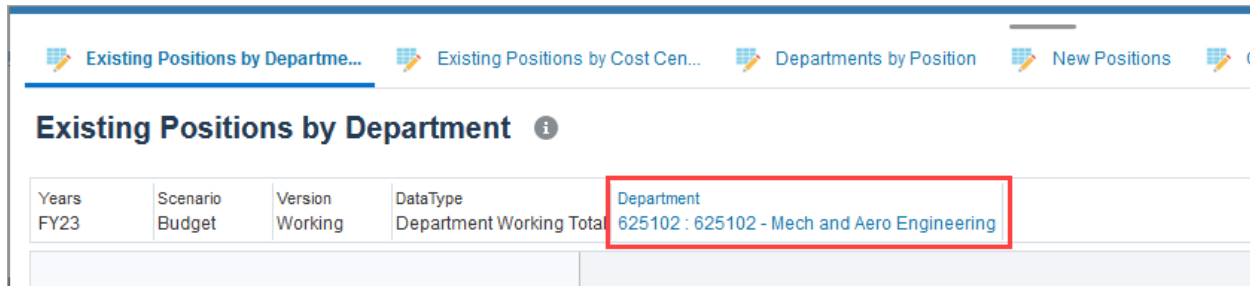 Existing Positions by Departme... Existing Positions by Cost Cen... Departments by Position New Positions
Existing Positions by Department
Years Scenario Version DataType Department
FY23 Budget Working Department Working Total 625102 : 625102 - Mech and Aero Engineering